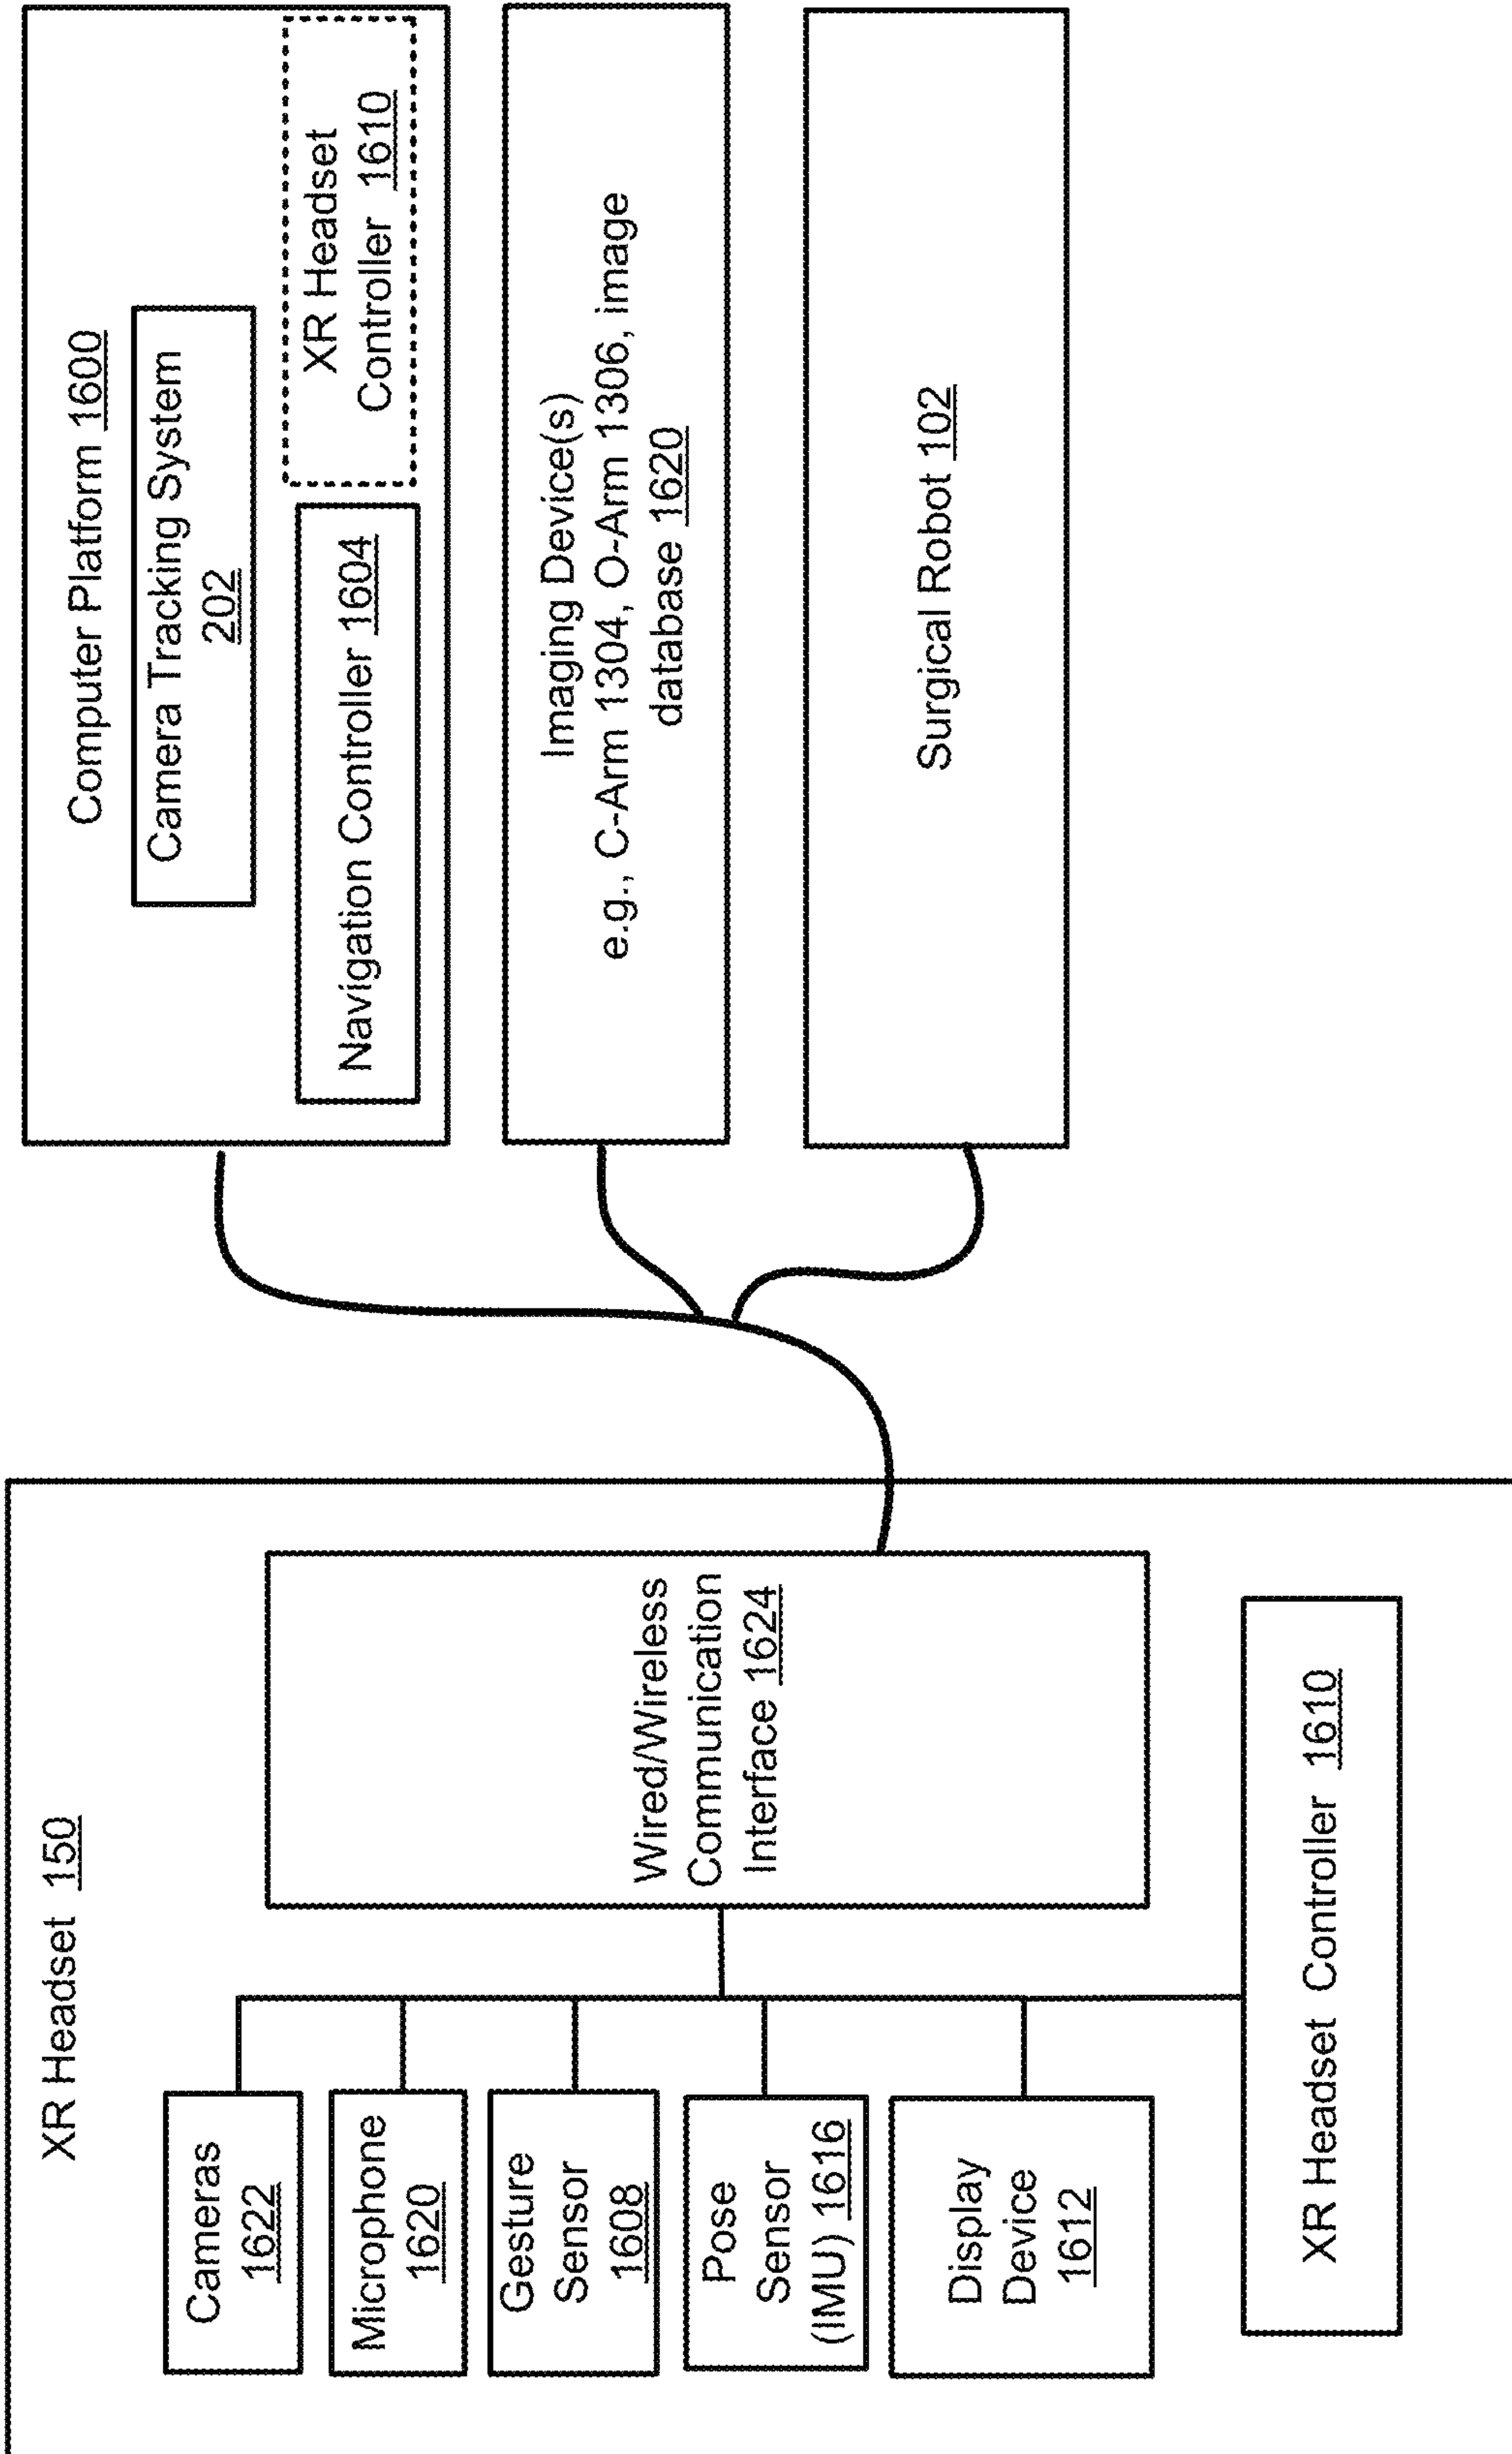 XR Headset 150
Cameras
1622
Microphone
1620
Gesture
Sensor
1608
Pose
Sensor
(IMU) 1616
Display
Device
1612
Wired/Wireless
Communication
Interface 1624
XR Headset Controller 1610
Computer Platform 1600
Camera Tracking System
202
Navigation Controller 1604
XR Headset
Controller 1610
Imaging Device(s)
e.g., C-Arm 1304, O-Arm 1306, image
database 1620
Surgical Robot 102